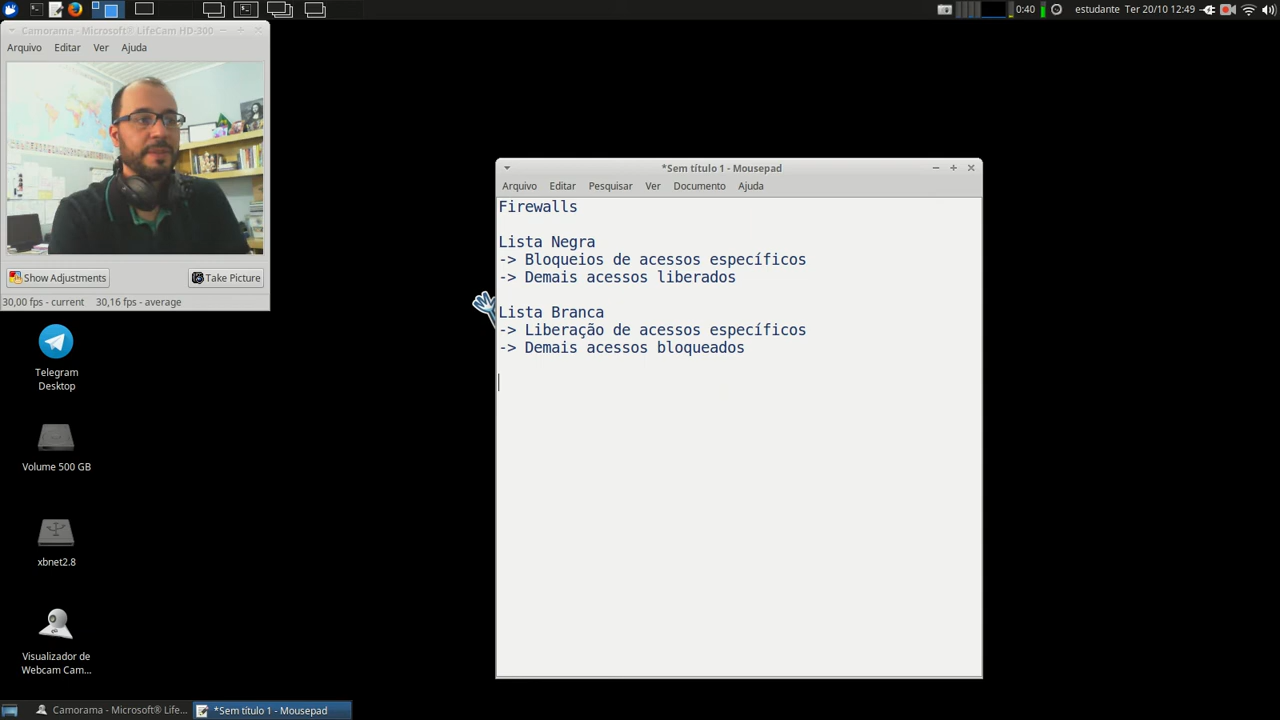 0:40
estudante Ter 20/10 12:49
Camorama - Microsoft® LifeCam HD-300
Arquivo Editar Ver Ajuda
Show Adjustments
Take Picture
30,00 fps - current 30,16 fps - average
Telegram
Desktop
Volume 500 GB
xbnet2.8
Visualizador de
Webcam Cam...
*Sem título 1 - Mousepad
Arquivo Editar Pesquisar Ver Documento Ajuda
Firewalls
Lista Negra
-> Bloqueios de acessos específicos
-> Demais acessos liberados
Lista Branca
-> Liberação de acessos específicos
-> Demais acessos bloqueados
Camorama - Microsoft® Life...
*Sem título 1 - Mousepad